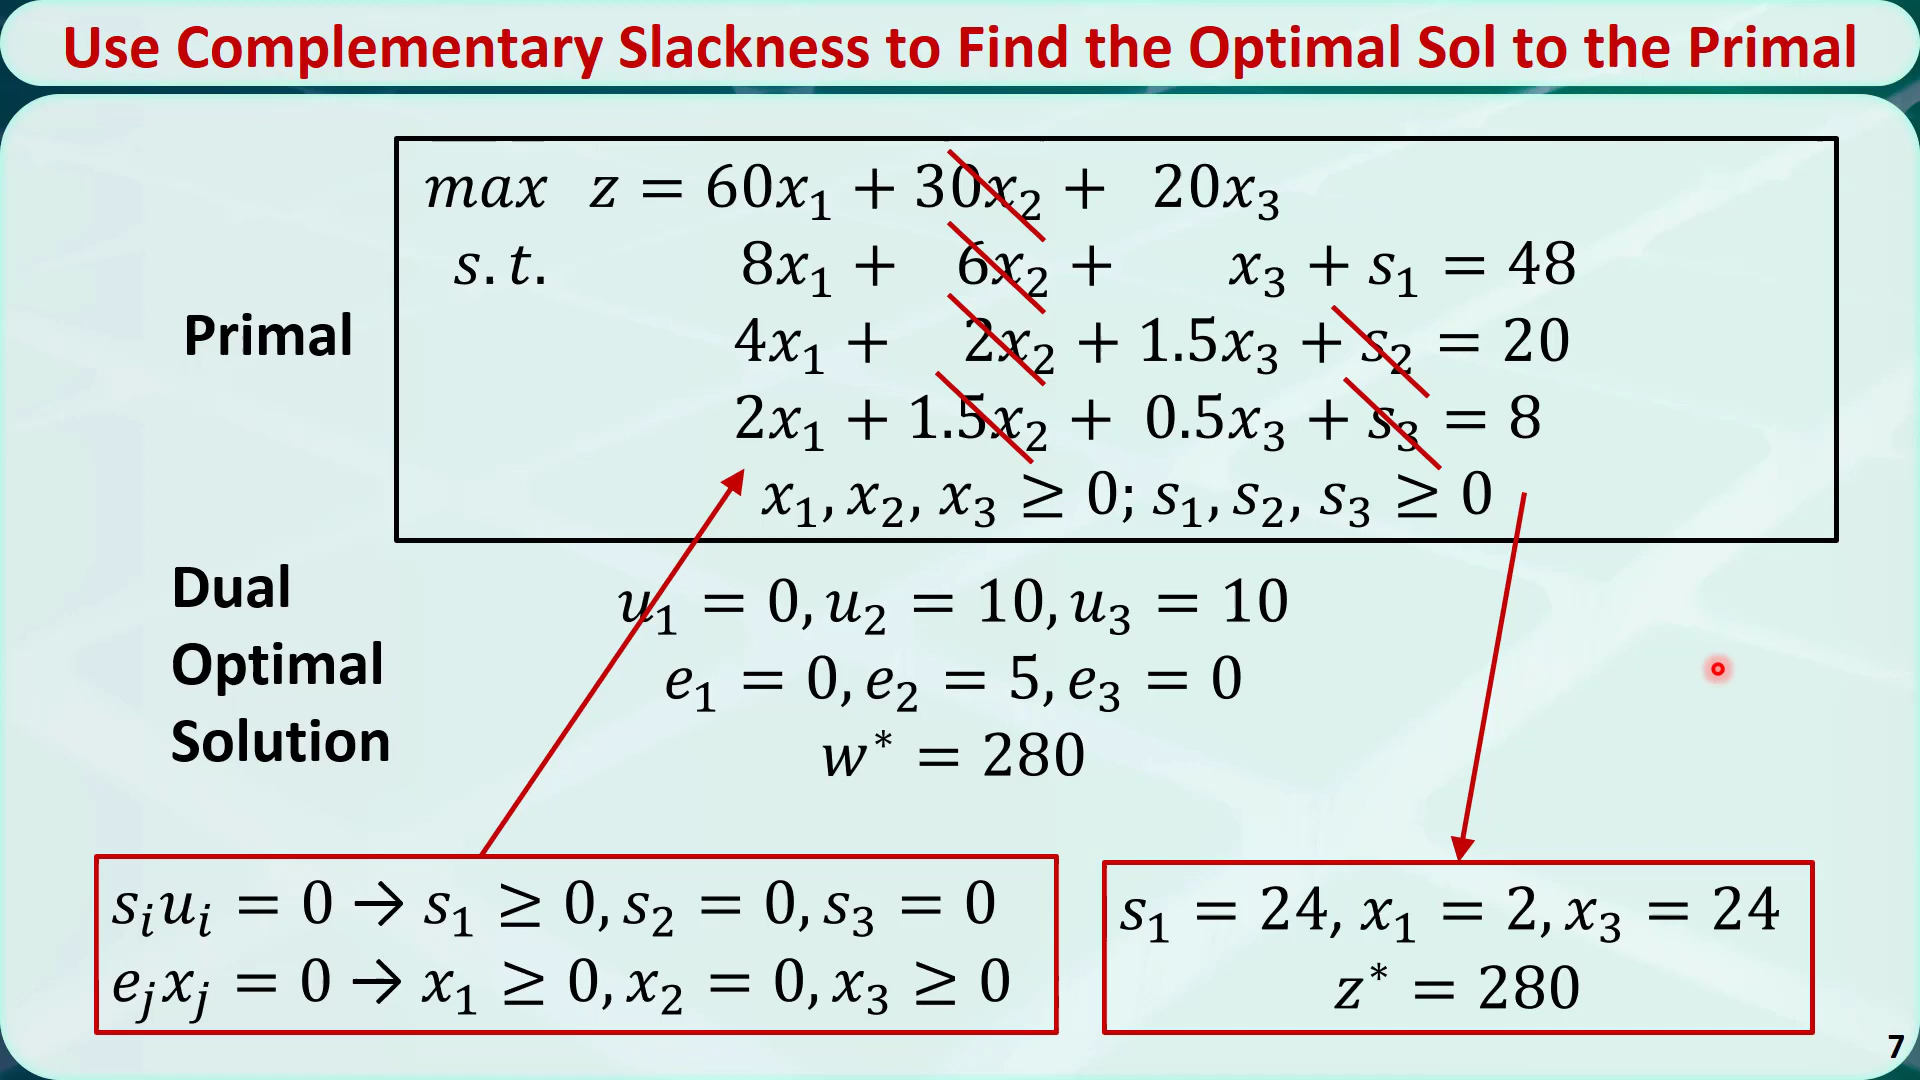 Use Complementary Slackness to Find the Optimal Sol to the Primal
Primal
max z = 60x₁ + 30x₂ + 20x₃
s.t. 8x₁ + 6x₂ + x₃ + s₁ = 48
4x₁ + 2x₂ + 1.5x₃ + s₂ = 20
2x₁ + 1.5x₂ + 0.5x₃ + s₃ = 8
x₁, x₂, x₃ ≥ 0; s₁, s₂, s₃ ≥ 0
Dual
Optimal
Solution
u₁ = 0, u₂ = 10, u₃ = 10
e₁ = 0, e₂ = 5, e₃ = 0
w* = 280
sᵢuᵢ = 0 → s₁ ≥ 0, s₂ = 0, s₃ = 0
eⱼxⱼ = 0 → x₁ ≥ 0, x₂ = 0, x₃ ≥ 0
s₁ = 24, x₁ = 2, x₃ = 24
z* = 280
7